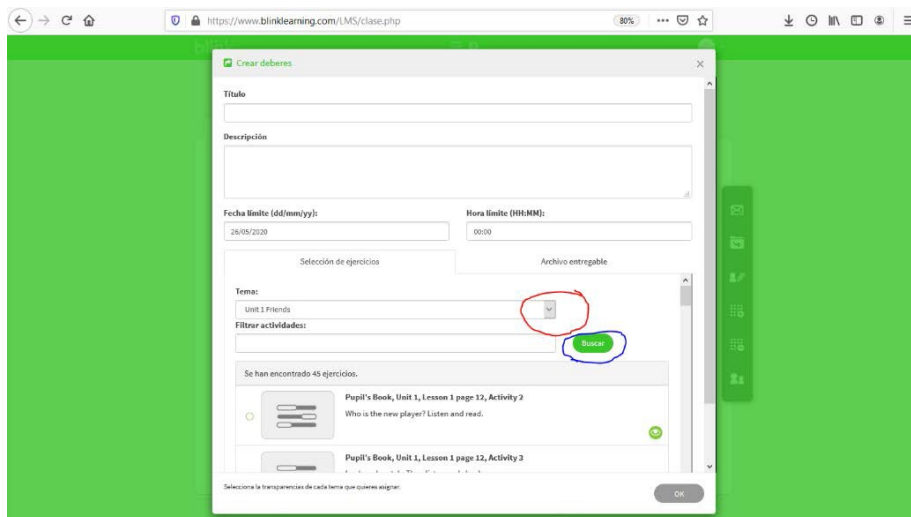 https://www.blinklearning.com/LMS/clase.php
80%
Crear deberes
Título
Descripción
Fecha límite (dd/mm/yy): Hora límite (HH:MM):
26/05/2020 00:00
Selección de ejercicios Archivo entregable
Tema:
Unit 1 Friends
Filtrar actividades:
Buscar
Se han encontrado 45 ejercicios.
Pupil's Book, Unit 1, Lesson 1 page 12, Activity 2
Who is the new player? Listen and read.
Pupil's Book, Unit 1, Lesson 1 page 12, Activity 3
Selecciona la transparencias de cada tema que quieres asignar.
OK